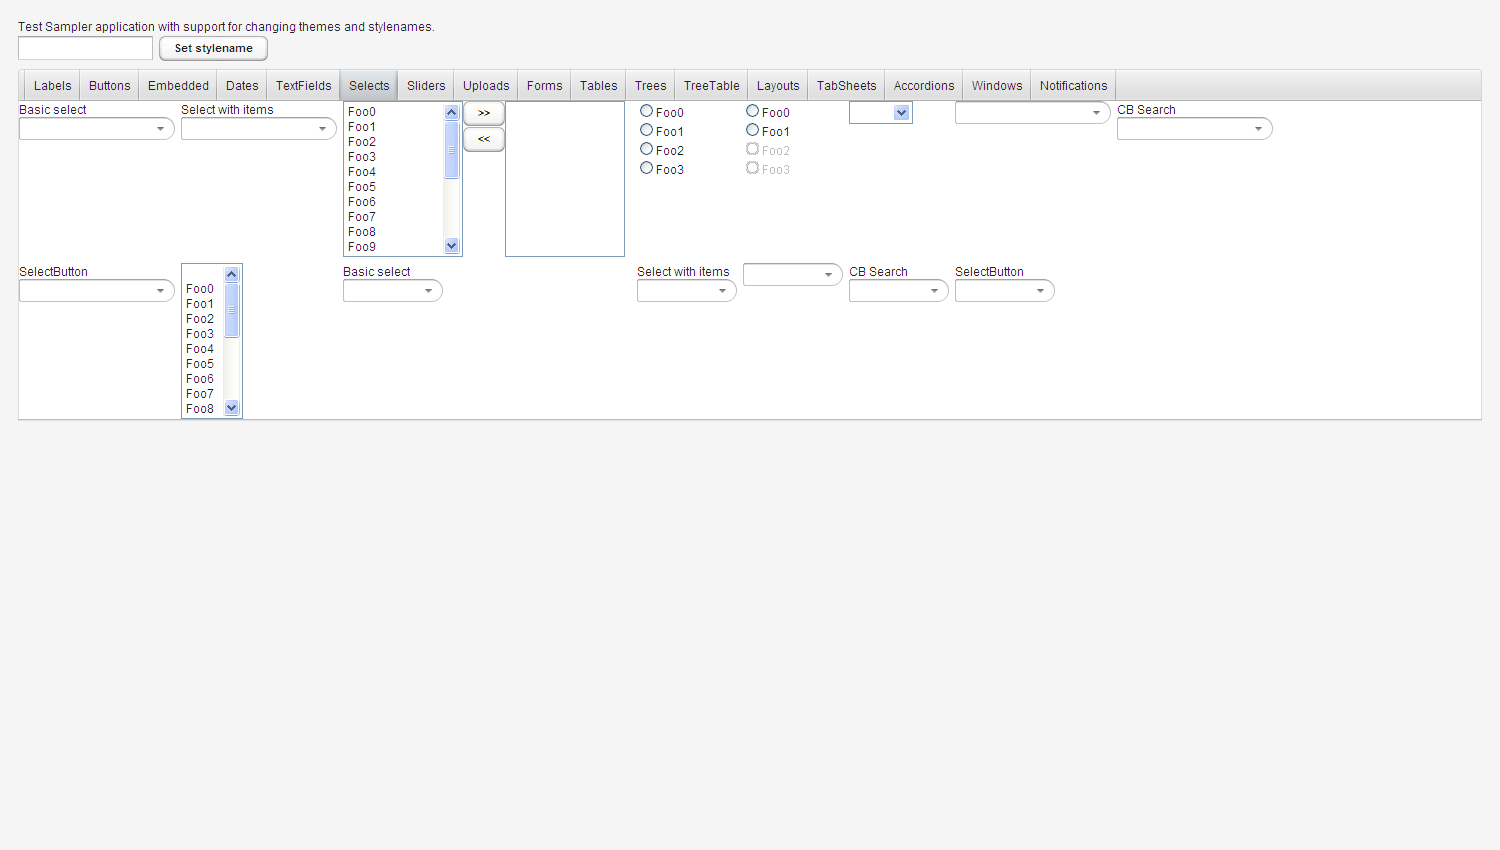 Test Sampler application with support for changing themes and stylenames.
Set stylename
Labels Buttons Embedded Dates TextFields Selects Sliders Uploads Forms Tables Trees TreeTable Layouts TabSheets Accordions Windows Notifications
Basic select
Select with items
Foo0
Foo1
Foo2
Foo3
Foo4
Foo5
Foo6
Foo7
Foo8
Foo9
>>
<<
Foo0
Foo1
Foo2
Foo3
Foo0
Foo1
Foo2
Foo3
CB Search
SelectButton
Foo0
Foo1
Foo2
Foo3
Foo4
Foo5
Foo6
Foo7
Foo8
Basic select
Select with items
CB Search
SelectButton